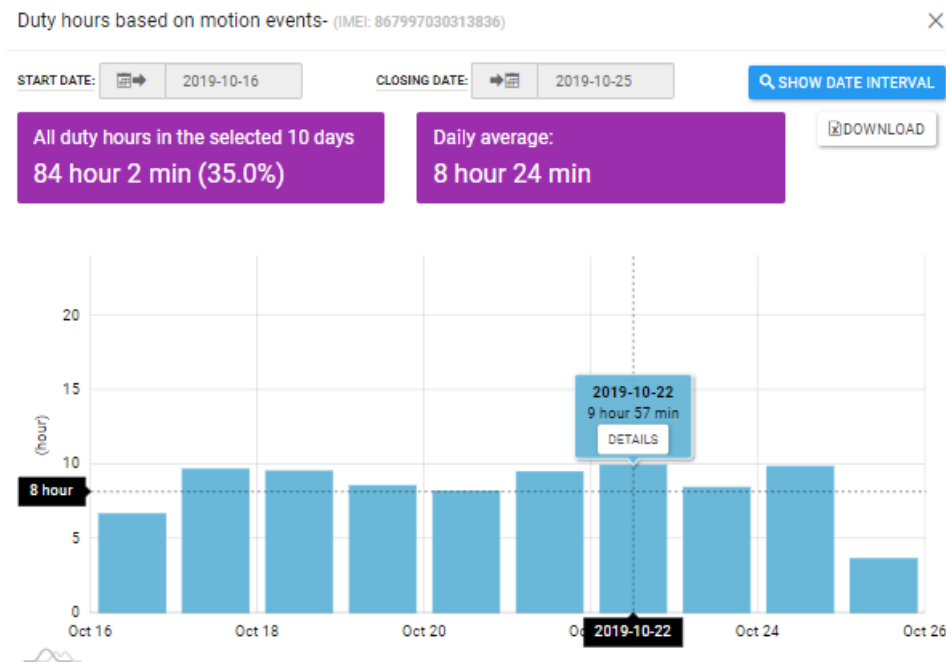 Duty hours based on motion events- (IMEI: 867997030313836)
START DATE: 2019-10-16 CLOSING DATE: 2019-10-25 SHOW DATE INTERVAL
DOWNLOAD
All duty hours in the selected 10 days
84 hour 2 min (35.0%)
Daily average:
8 hour 24 min
20
15
2019-10-22
9 hour 57 min
DETAILS
(hour)
10
8 hour
5
0
Oct 16 Oct 18 Oct 20 2019-10-22 Oct 24 Oct 26